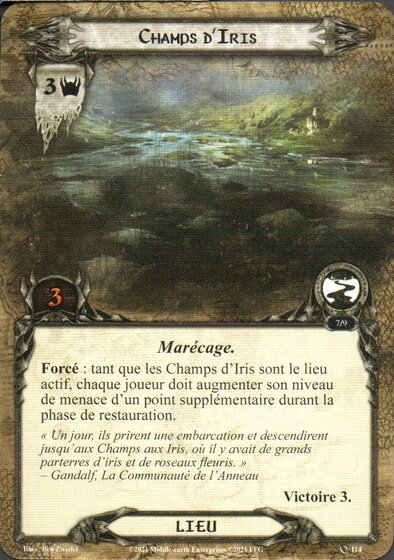 Champs d'Iris
3
3
7/9
Marécage.
Forcé : tant que les Champs d'Iris sont le lieu
actif, chaque joueur doit augmenter son niveau
de menace d'un point supplémentaire durant la
phase de restauration.
« Un jour, ils prirent une embarcation et descendirent
jusqu'aux Champs aux Iris, où il y avait de grands
parterres d'iris et de roseaux fleuris. »
– Gandalf, La Communauté de l'Anneau
Victoire 3.
Illus. Ben Zweifel
©2021 Middle-earth Enterprises ©2021 FFG
114
Lieu